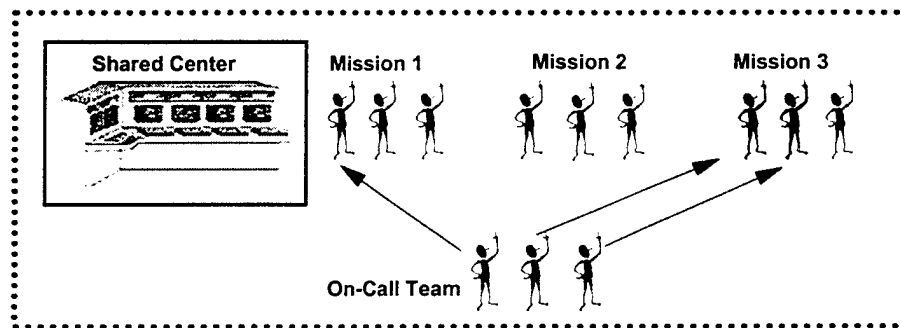 Shared Center
Mission 1
Mission 2
Mission 3
On-Call Team